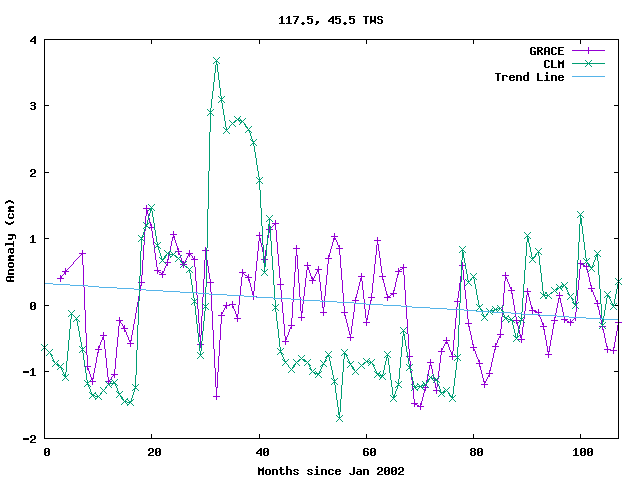 117.5, 45.5 TWS
GRACE
CLM
Trend Line
4
3
2
1
0
-1
-2
Anomaly (cm)
0 20 40 60 80 100
Months since Jan 2002